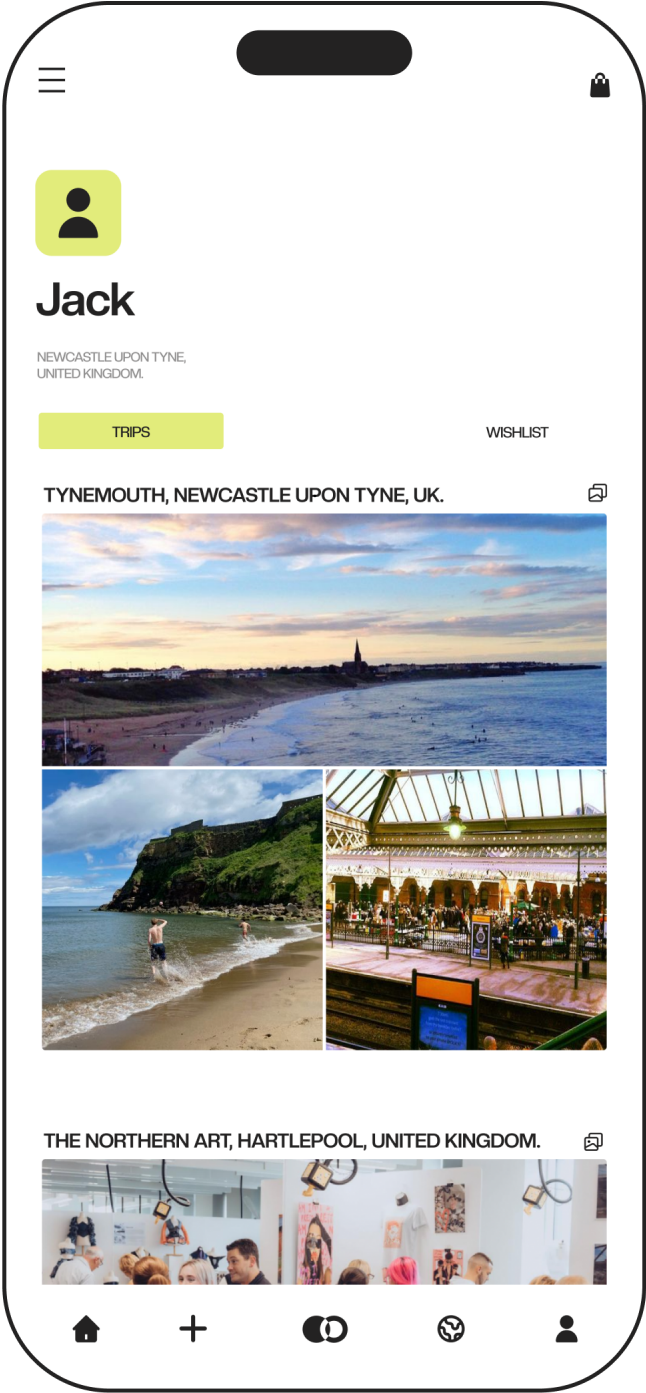 Jack
NEWCASTLE UPON TYNE,
UNITED KINGDOM.
TRIPS
WISHLIST
TYNEMOUTH, NEWCASTLE UPON TYNE, UK.
THE NORTHERN ART, HARTLEPOOL, UNITED KINGDOM.